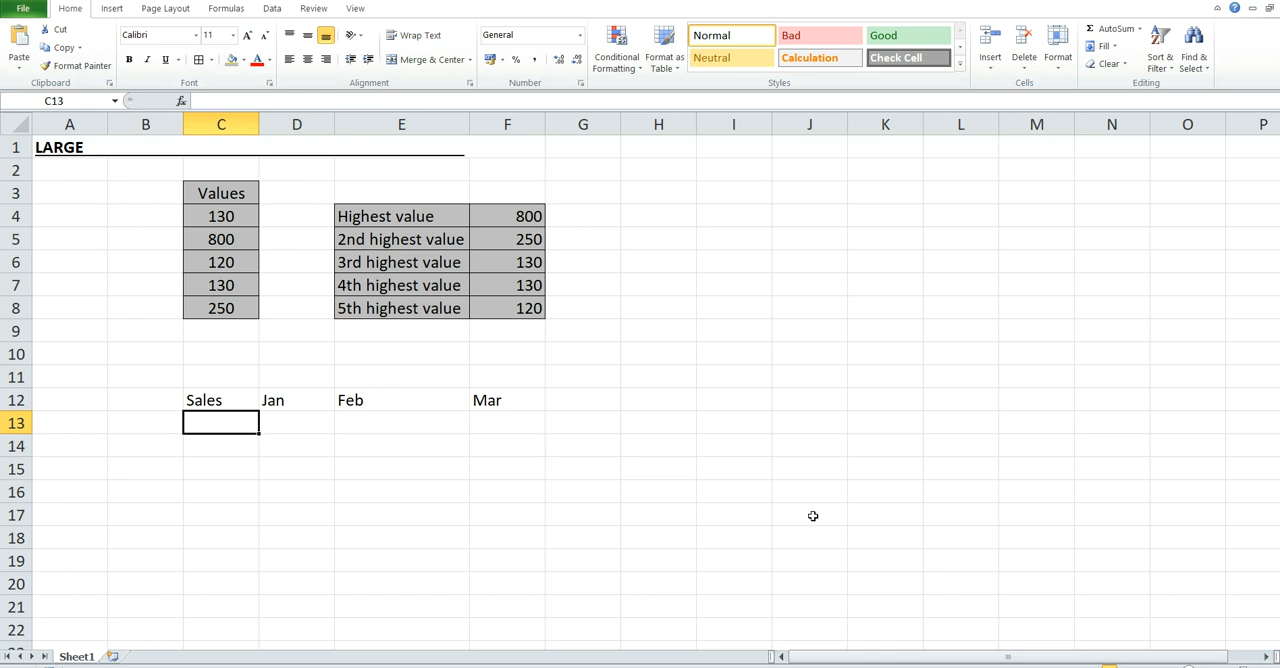 File Home Insert Page Layout Formulas Data Review View
Cut
Copy
Format Painter
Paste
Clipboard
Calibri 11
B I U
Font
Wrap Text
Merge & Center
Alignment
General
%
Number
Conditional Formatting
Format as Table
Normal Bad Good
Neutral Calculation Check Cell
Styles
Insert Delete Format
Cells
AutoSum
Fill
Clear
Sort & Filter
Find & Select
Editing
C13 fx
A B C D E F G H I J K L M N O P
1 LARGE
2
3 Values
4 130 Highest value 800
5 800 2nd highest value 250
6 120 3rd highest value 130
7 130 4th highest value 130
8 250 5th highest value 120
9
10
11
12 Sales Jan Feb Mar
13
14
15
16
17
18
19
20
21
22
Sheet1